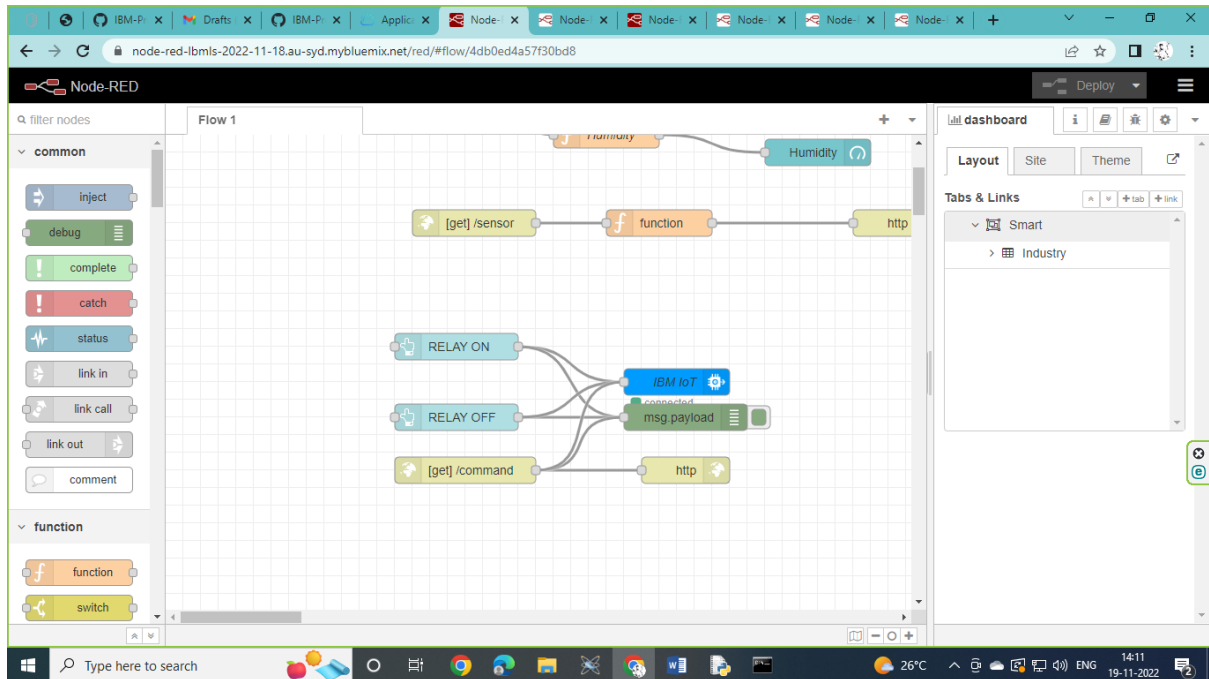 IBM-Pr
Drafts
IBM-Pr
Applica
Node-
Node-
Node-
Node-
Node-
Node-
node-red-lbmls-2022-11-18.au-syd.mybluemix.net/red/#flow/4db0ed4a57f30bd8
Node-RED
Deploy
filter nodes
Flow 1
dashboard
i
common
Humidity
Humidity
Layout
Site
Theme
inject
Tabs & Links
+ tab
+ link
debug
[get] /sensor
f
function
http
Smart
complete
Industry
catch
status
RELAY ON
link in
IBM IoT
connected
link call
RELAY OFF
msg.payload
link out
[get] /command
http
comment
function
function
switch
Type here to search
26°C
ENG
14:11
19-11-2022
2